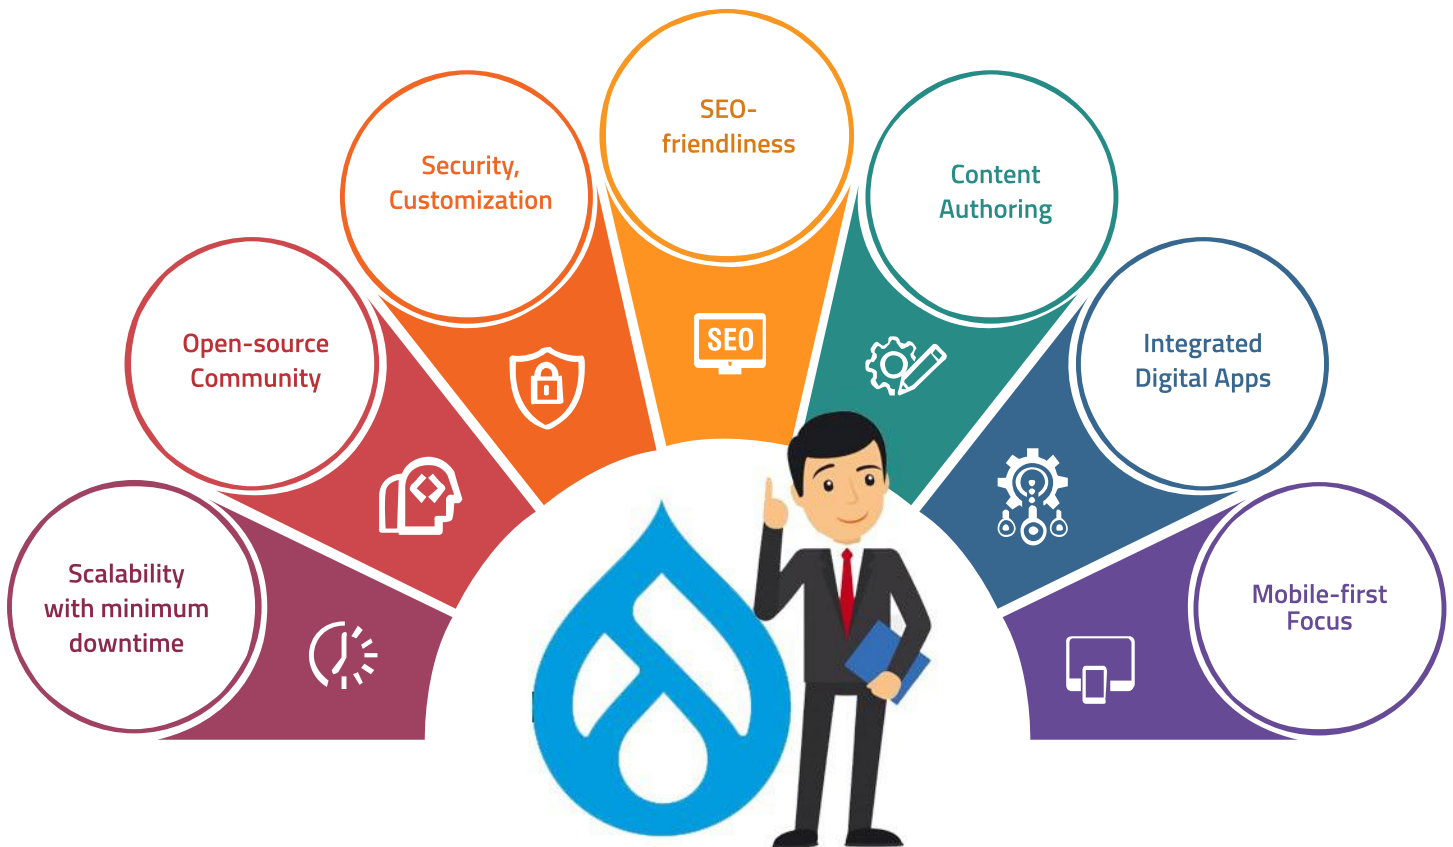 SEO-
friendliness
Security,
Customization
Content
Authoring
Open-source
Community
Integrated
Digital Apps
Scalability
with minimum
downtime
Mobile-first
Focus
SEO